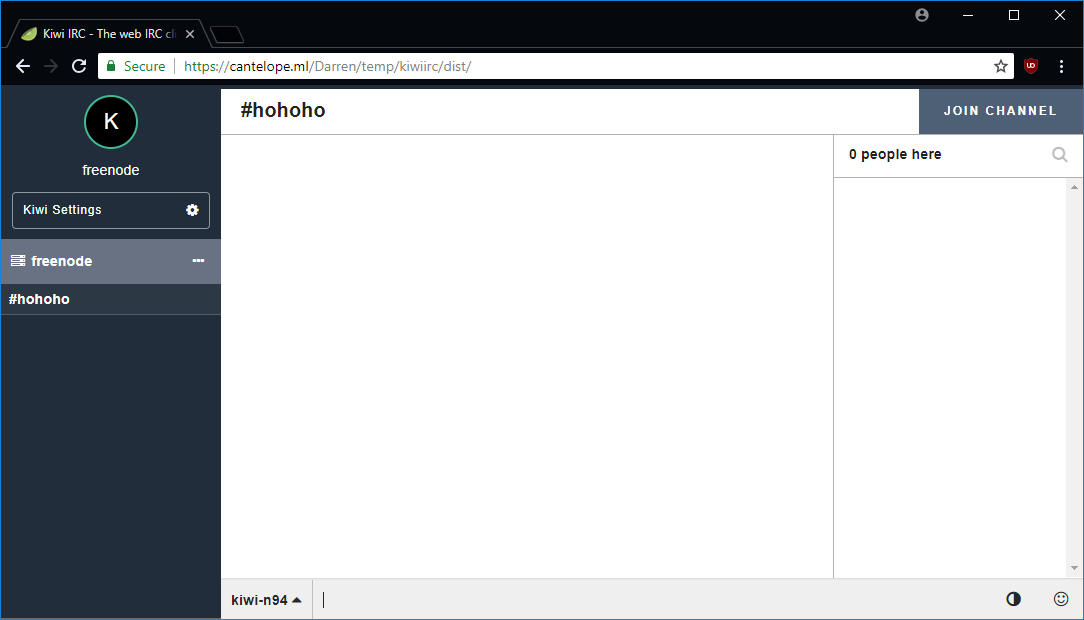 Kiwi IRC - The web IRC cli
Secure
https://cantelope.ml/Darren/temp/kiwiirc/dist/
K
freenode
Kiwi Settings
freenode
#hohoho
#hohoho
JOIN CHANNEL
0 people here
kiwi-n94